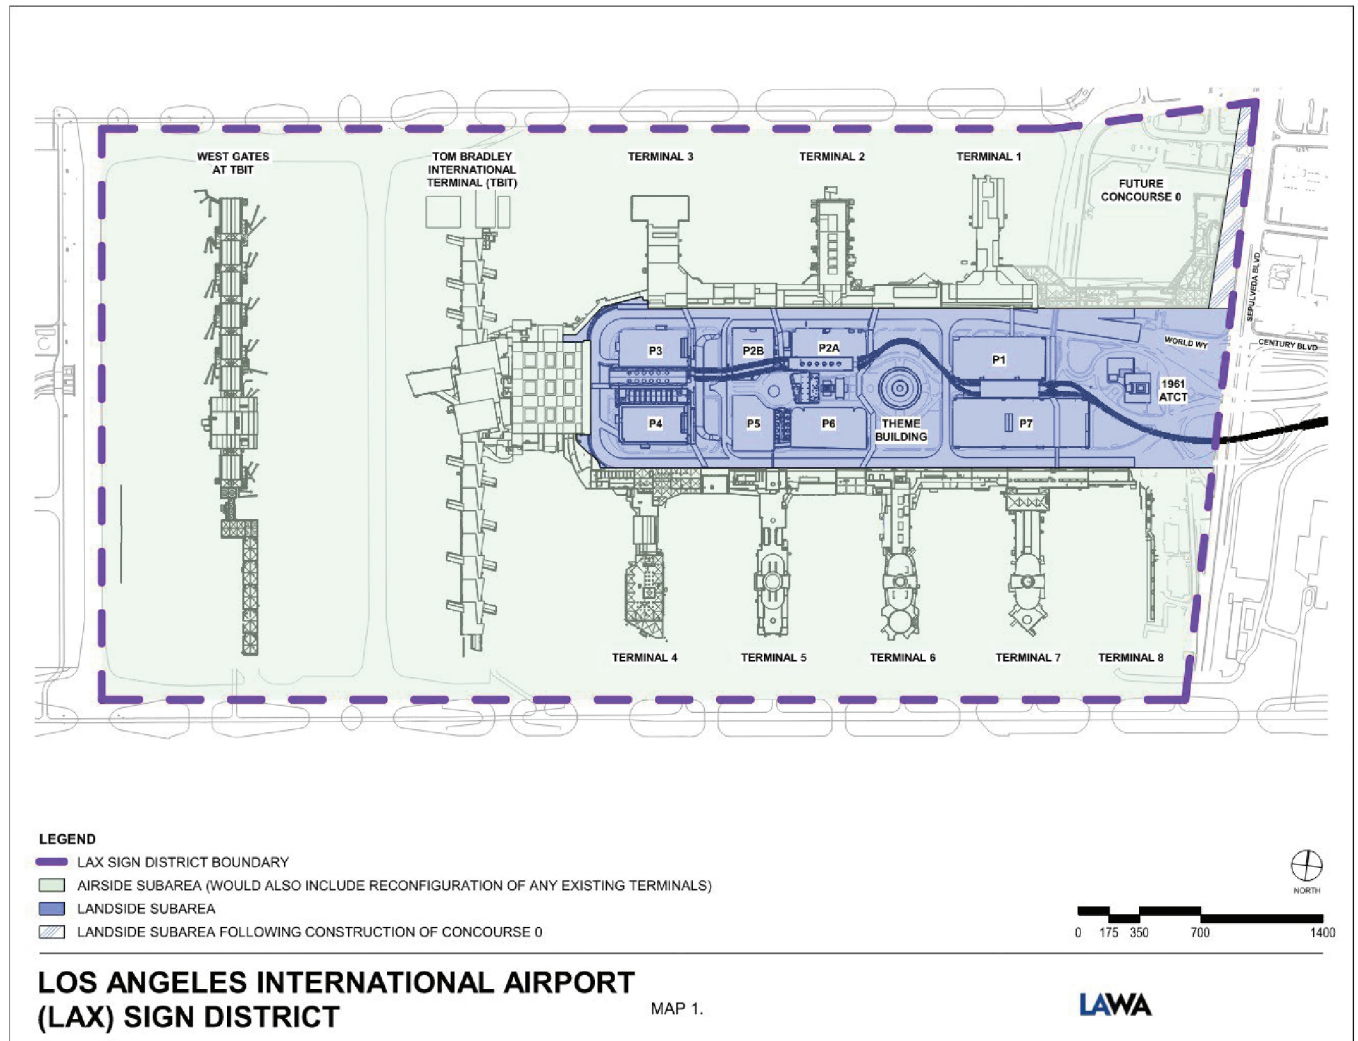 WEST GATES
AT TBIT
TOM BRADLEY
INTERNATIONAL
TERMINAL (TBIT)
TERMINAL 3
TERMINAL 2
TERMINAL 1
FUTURE
CONCOURSE 0
SEPULVEDA BLVD
WORLD WY
CENTURY BLVD
P3
P2B
P2A
P1
1961
ATCT
P4
P5
P6
THEME
BUILDING
P7
TERMINAL 4
TERMINAL 5
TERMINAL 6
TERMINAL 7
TERMINAL 8
LEGEND
LAX SIGN DISTRICT BOUNDARY
AIRSIDE SUBAREA (WOULD ALSO INCLUDE RECONFIGURATION OF ANY EXISTING TERMINALS)
LANDSIDE SUBAREA
LANDSIDE SUBAREA FOLLOWING CONSTRUCTION OF CONCOURSE 0
NORTH
0 175 350 700 1400
LOS ANGELES INTERNATIONAL AIRPORT
(LAX) SIGN DISTRICT
MAP 1.
LAWA